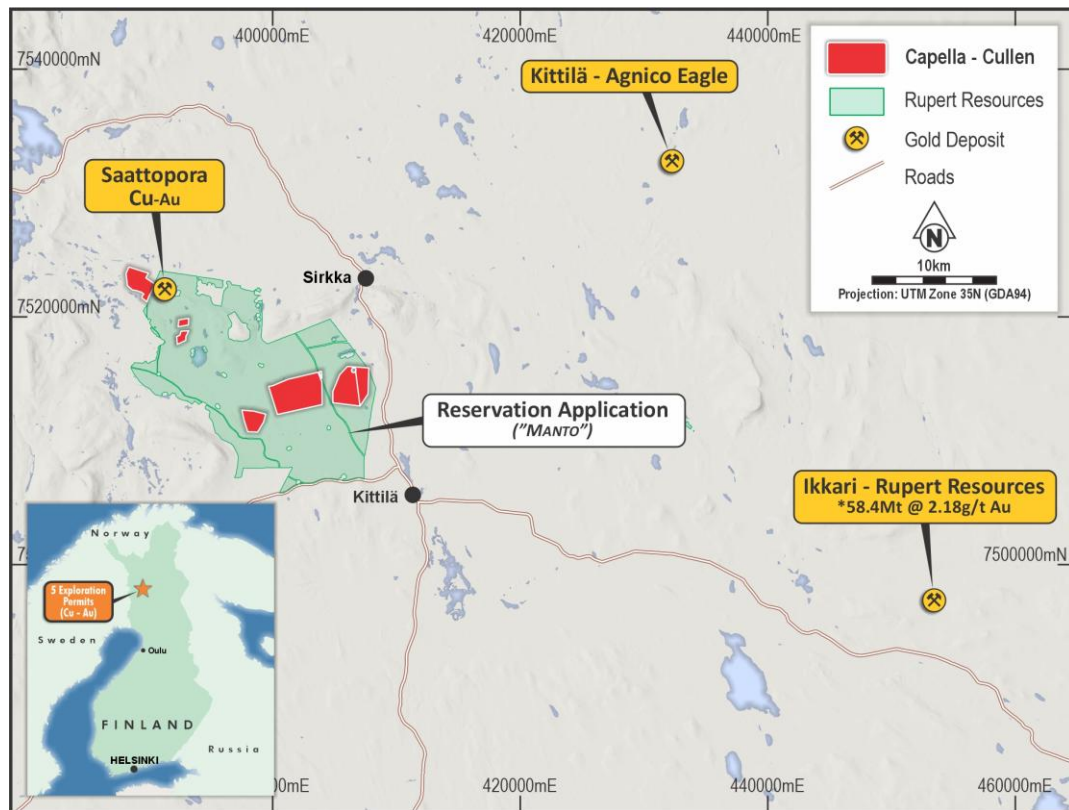 400000mE
420000mE
440000mE
7540000mN
Kittilä - Agnico Eagle
Capella - Cullen
Rupert Resources
Gold Deposit
Roads
N
10km
Projection: UTM Zone 35N (GDA94)
Saattopora
Cu-Au
Sirkka
7520000mN
Reservation Application
("MANTO")
Kittilä
Ikkari - Rupert Resources
*58.4Mt @ 2.18g/t Au
7500000mN
Norway
5 Exploration
Permits
(Cu - Au)
Sweden
Oulu
FINLAND
Russia
HELSINKI
420000mE
440000mE
460000mE